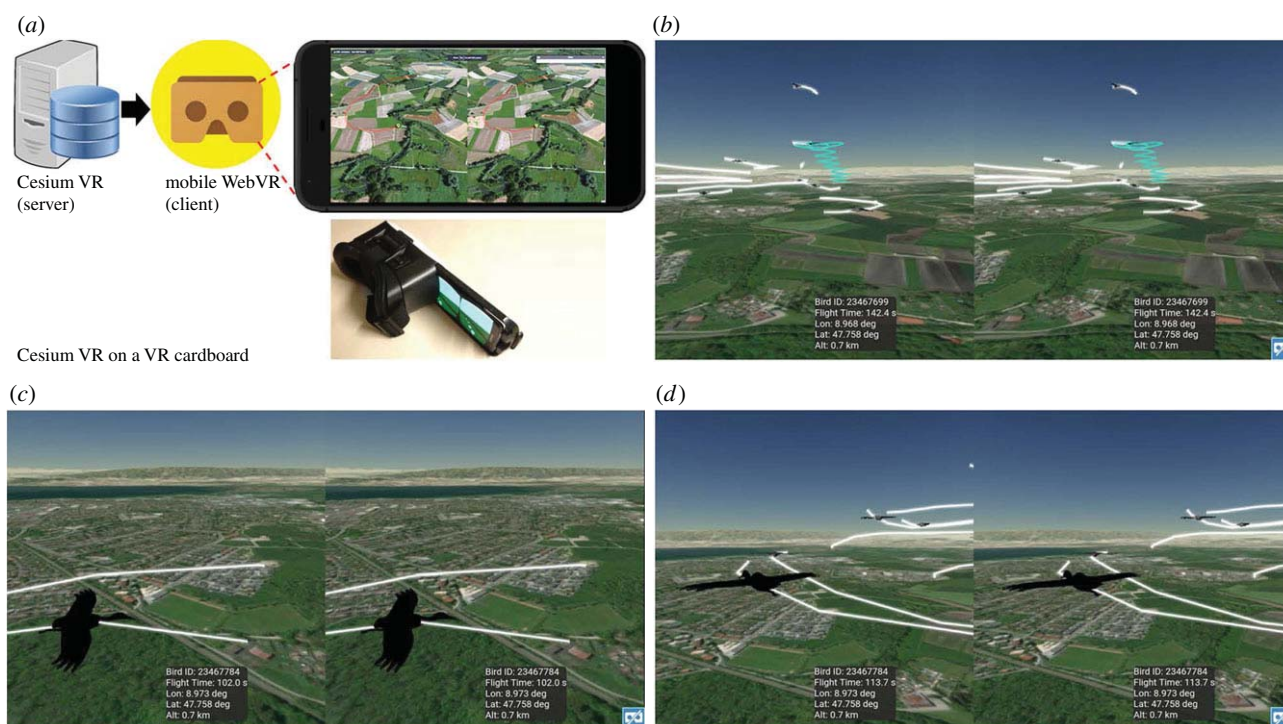 (a)
Cesium VR
(server)
mobile WebVR
(client)
Cesium VR on a VR cardboard
(b)
Bird ID: 23467699
Flight Time: 142.4 s
Lon: 8.968 deg
Lat: 47.758 deg
Alt: 0.7 km
Bird ID: 23467699
Flight Time: 142.4 s
Lon: 8.968 deg
Lat: 47.758 deg
Alt: 0.7 km
(c)
Bird ID: 23467784
Flight Time: 102.0 s
Lon: 8.973 deg
Lat: 47.758 deg
Alt: 0.7 km
Bird ID: 23467784
Flight Time: 102.0 s
Lon: 8.973 deg
Lat: 47.758 deg
Alt: 0.7 km
(d)
Bird ID: 23467784
Flight Time: 113.7 s
Lon: 8.973 deg
Lat: 47.758 deg
Alt: 0.7 km
Bird ID: 23467784
Flight Time: 113.7 s
Lon: 8.973 deg
Lat: 47.758 deg
Alt: 0.7 km